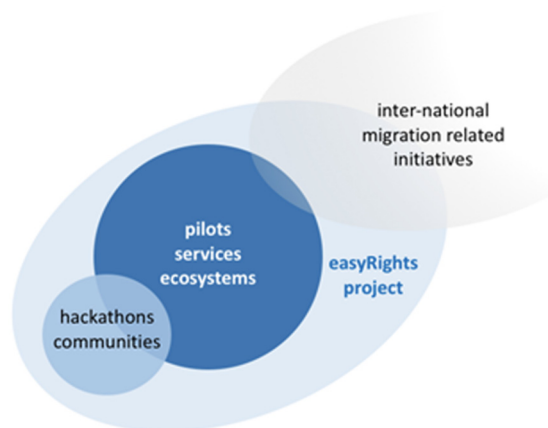 inter-national
migration related
initiatives
pilots
services
ecosystems
easyRights
project
hackathons
communities